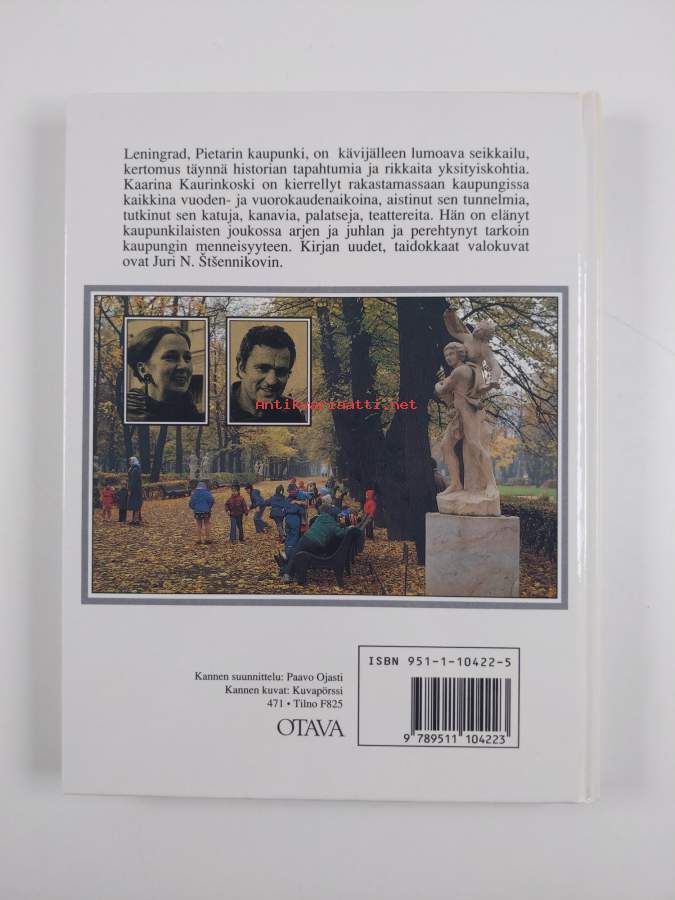 Leningrad, Pietarin kaupunki, on kävijälleen lumoava seikkailu,
kertomus täynnä historian tapahtumia ja rikkaita yksityiskohtia.
Kaarina Kaurinkoski on kierrellyt rakastamassaan kaupungissa
kaikkina vuoden- ja vuorokaudenaikoina, aistinut sen tunnelmia,
tutkinut sen katuja, kanavia, palatseja, teattereita. Hän on elänyt
kaupunkilaisten joukossa arjen ja juhlan ja perehtynyt tarkoin
kaupungin menneisyyteen. Kirjan uudet, taidokkaat valokuvat
ovat Juri N. Štšennikovin.
Antikvariaatti.net
Kannen suunnittelu: Paavo Ojasti
Kannen kuvat: Kuvapörssi
471 • Tilno F825
OTAVA
ISBN 951-1-10422-5
9 789511 104223